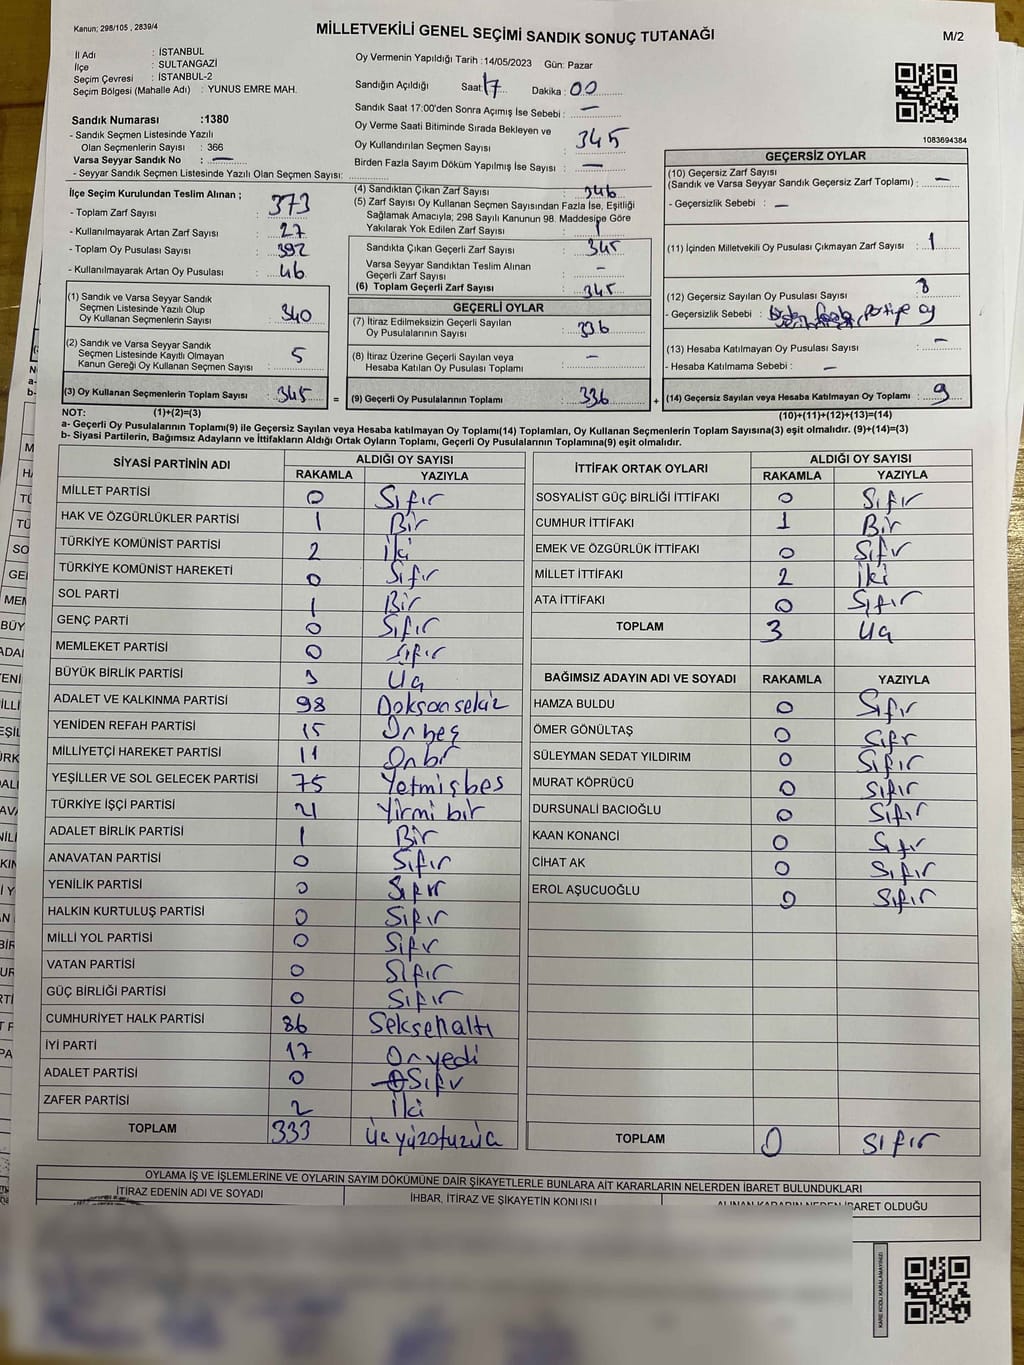 Kanun; 298/105 , 2839/4
MİLLETVEKİLİ GENEL SEÇİMİ SANDIK SONUÇ TUTANAĞI
M/2
İl Adı : İSTANBUL
İlçe : SULTANGAZİ
Seçim Çevresi : İSTANBUL-2
Seçim Bölgesi (Mahalle Adı) : YUNUS EMRE MAH.
Sandık Numarası :1380
- Sandık Seçmen Listesinde Yazılı
Olan Seçmenlerin Sayısı : 366
Varsa Seyyar Sandık No : —
- Seyyar Sandık Seçmen Listesinde Yazılı Olan Seçmen Sayısı:
Oy Vermenin Yapıldığı Tarih :14/05/2023 Gün: Pazar
Sandığın Açıldığı Saat 17 Dakika : 00
Sandık Saat 17:00'den Sonra Açımış İse Sebebi : —
Oy Verme Saati Bitiminde Sırada Bekleyen ve
Oy Kullandırılan Seçmen Sayısı : 345
Birden Fazla Sayım Döküm Yapılmış İse Sayısı : —
1083694384
İlçe Seçim Kurulundan Teslim Alınan ;
- Toplam Zarf Sayısı : 373
- Kullanılmayarak Artan Zarf Sayısı : 27
- Toplam Oy Pusulası Sayısı : 392
- Kullanılmayarak Artan Oy Pusulası : 46
(1) Sandık ve Varsa Seyyar Sandık
Seçmen Listesinde Yazılı Olup
Oy Kullanan Seçmenlerin Sayısı : 340
(2) Sandık ve Varsa Seyyar Sandık
Seçmen Listesinde Kayıtlı Olmayan
Kanun Gereği Oy Kullanan Seçmen Sayısı : 5
(3) Oy Kullanan Seçmenlerin Toplam Sayısı : 345 =
(4) Sandıktan Çıkan Zarf Sayısı : 346
(5) Zarf Sayısı Oy Kullanan Seçmen Sayısından Fazla İse, Eşitliği
Sağlamak Amacıyla; 298 Sayılı Kanunun 98. Maddesine Göre
Yakılarak Yok Edilen Zarf Sayısı : 1
Sandıkta Çıkan Geçerli Zarf Sayısı : 345
Varsa Seyyar Sandıktan Teslim Alınan
Geçerli Zarf Sayısı : —
(6) Toplam Geçerli Zarf Sayısı : 345
GEÇERLİ OYLAR
(7) İtiraz Edilmeksizin Geçerli Sayılan
Oy Pusulalarının Sayısı : 336
(8) İtiraz Üzerine Geçerli Sayılan veya
Hesaba Katılan Oy Pusulası Toplamı : —
(9) Geçerli Oy Pusulalarının Toplamı : 336 +
GEÇERSİZ OYLAR
(10) Geçersiz Zarf Sayısı
(Sandık ve Varsa Seyyar Sandık Geçersiz Zarf Toplamı) : —
- Geçersizlik Sebebi : —
(11) İçinden Milletvekili Oy Pusulası Çıkmayan Zarf Sayısı : 1
(12) Geçersiz Sayılan Oy Pusulası Sayısı : 8
- Geçersizlik Sebebi : partiye oy
(13) Hesaba Katılmayan Oy Pusulası Sayısı : —
- Hesaba Katılmama Sebebi : —
(14) Geçersiz Sayılan veya Hesaba Katılmayan Oy Toplamı : 9
NOT: (1)+(2)=(3)
(10)+(11)+(12)+(13)=(14)
a- Geçerli Oy Pusulalarının Toplamı(9) ile Geçersiz Sayılan veya Hesaba katılmayan Oy Toplamı(14) Toplamları, Oy Kullanan Seçmenlerin Toplam Sayısına(3) eşit olmalıdır. (9)+(14)=(3)
b- Siyasi Partilerin, Bağımsız Adayların ve İttifakların Aldığı Ortak Oyların Toplamı, Geçerli Oy Pusulalarının Toplamına(9) eşit olmalıdır.
SİYASİ PARTİNİN ADI
ALDIĞI OY SAYISI
RAKAMLA YAZIYLA
MİLLET PARTİSİ 0 Sıfır
HAK VE ÖZGÜRLÜKLER PARTİSİ 1 Bir
TÜRKİYE KOMÜNİST PARTİSİ 2 İki
TÜRKİYE KOMÜNİST HAREKETİ 0 Sıfır
SOL PARTİ 1 Bir
GENÇ PARTİ 0 Sıfır
MEMLEKET PARTİSİ 0 Sıfır
BÜYÜK BİRLİK PARTİSİ 3 Üç
ADALET VE KALKINMA PARTİSİ 98 Doksonsekiz
YENİDEN REFAH PARTİSİ 15 Onbeş
MİLLİYETÇİ HAREKET PARTİSİ 11 Onbir
YEŞİLLER VE SOL GELECEK PARTİSİ 75 Yetmişbes
TÜRKİYE İŞÇİ PARTİSİ 21 Yirmi bir
ADALET BİRLİK PARTİSİ 1 Bir
ANAVATAN PARTİSİ 0 Sıfır
YENİLİK PARTİSİ 0 Sıfır
HALKIN KURTULUŞ PARTİSİ 0 Sıfır
MİLLİ YOL PARTİSİ 0 Sıfır
VATAN PARTİSİ 0 Sıfır
GÜÇ BİRLİĞİ PARTİSİ 0 Sıfır
CUMHURİYET HALK PARTİSİ 86 Seksenaltı
İYİ PARTİ 17 Onyedi
ADALET PARTİSİ 0 Sıfır
ZAFER PARTİSİ 2 İki
TOPLAM 333 Üçyüzotuzüç
İTTİFAK ORTAK OYLARI
ALDIĞI OY SAYISI
RAKAMLA YAZIYLA
SOSYALİST GÜÇ BİRLİĞİ İTTİFAKI 0 Sıfır
CUMHUR İTTİFAKI 1 Bir
EMEK VE ÖZGÜRLÜK İTTİFAKI 0 Sıfır
MİLLET İTTİFAKI 2 İki
ATA İTTİFAKI 0 Sıfır
TOPLAM 3 Üç
BAĞIMSIZ ADAYIN ADI VE SOYADI RAKAMLA YAZIYLA
HAMZA BULDU 0 Sıfır
ÖMER GÖNÜLTAŞ 0 Sıfır
SÜLEYMAN SEDAT YILDIRIM 0 Sıfır
MURAT KÖPRÜCÜ 0 Sıfır
DURSUNALİ BACIOĞLU 0 Sıfır
KAAN KONANCİ 0 Sıfır
CİHAT AK 0 Sıfır
EROL AŞUCUOĞLU 0 Sıfır
TOPLAM 0 Sıfır
OYLAMA İŞ VE İŞLEMLERİNE VE OYLARIN SAYIM DÖKÜMÜNE DAİR ŞİKAYETLERLE BUNLARA AİT KARARLARIN NELERDEN İBARET BULUNDUKLARI
İTİRAZ EDENİN ADI VE SOYADI
İHBAR, İTİRAZ VE ŞİKAYETİN KONUSU
ALINAN KARARIN NEDEN İBARET OLDUĞU
KARE KODU KARALAMAYINIZ!